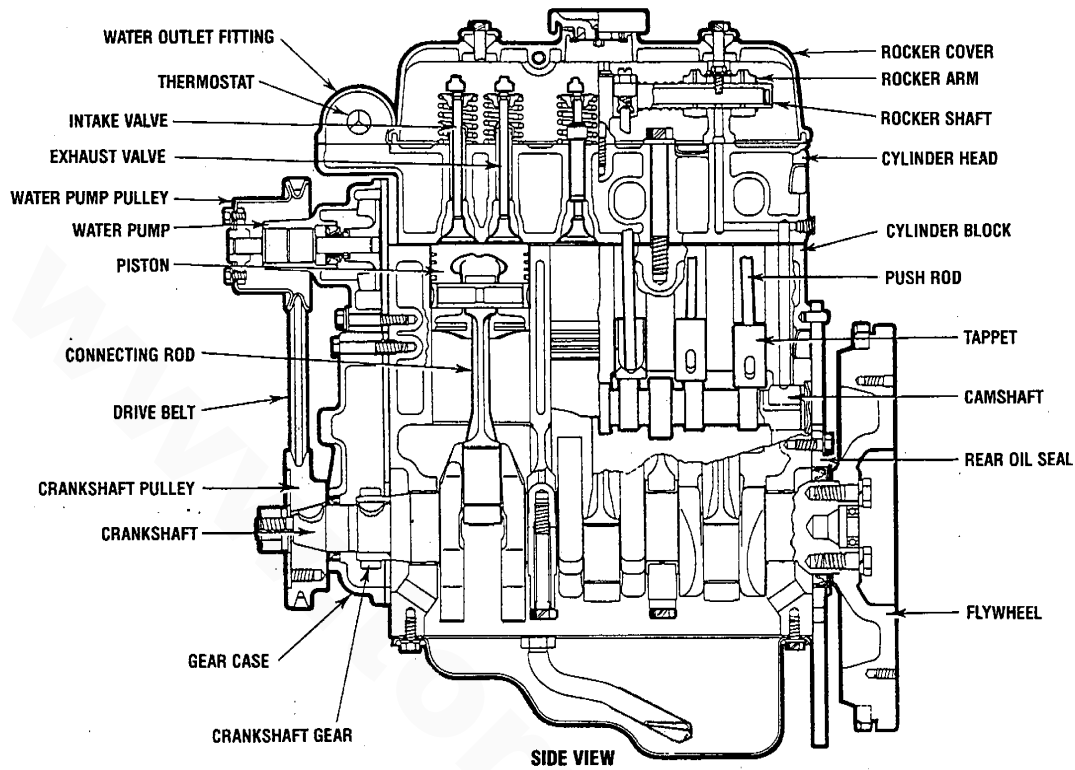 WATER OUTLET FITTING
THERMOSTAT
INTAKE VALVE
EXHAUST VALVE
WATER PUMP PULLEY
WATER PUMP
PISTON
CONNECTING ROD
DRIVE BELT
CRANKSHAFT PULLEY
CRANKSHAFT
GEAR CASE
CRANKSHAFT GEAR
ROCKER COVER
ROCKER ARM
ROCKER SHAFT
CYLINDER HEAD
CYLINDER BLOCK
PUSH ROD
TAPPET
CAMSHAFT
REAR OIL SEAL
FLYWHEEL
SIDE VIEW